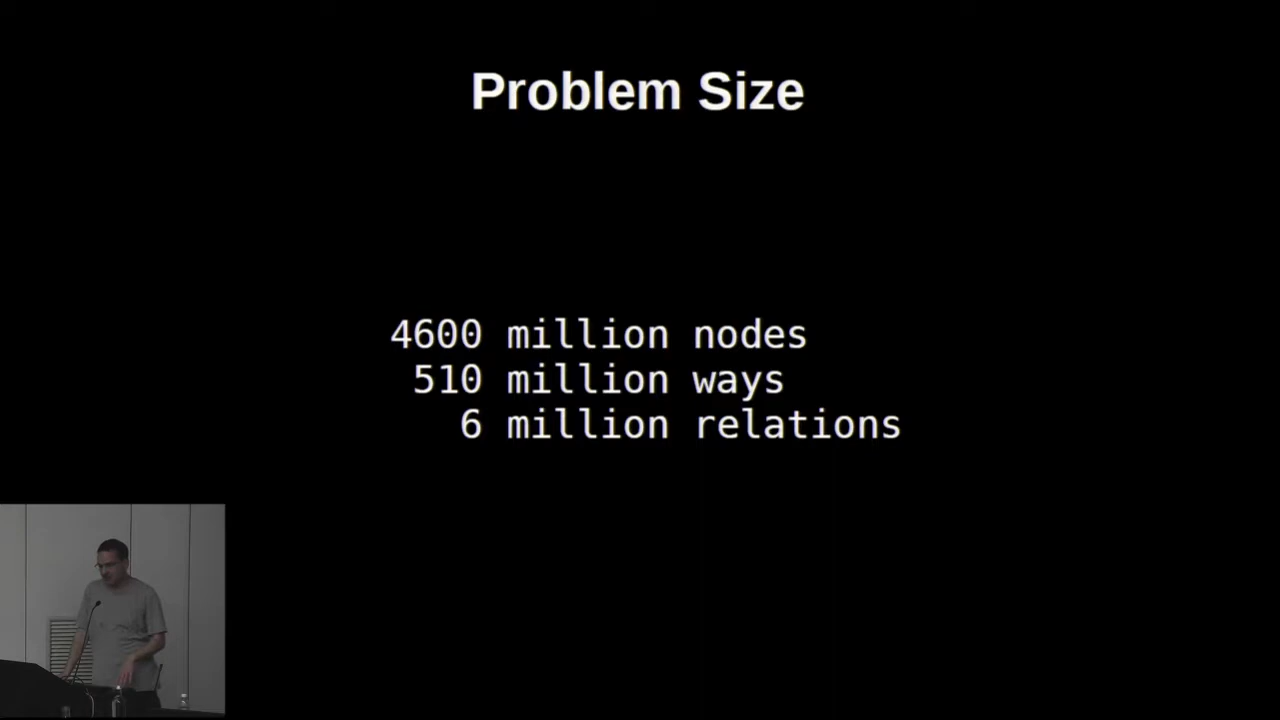 Problem Size
4600 million nodes
510 million ways
6 million relations